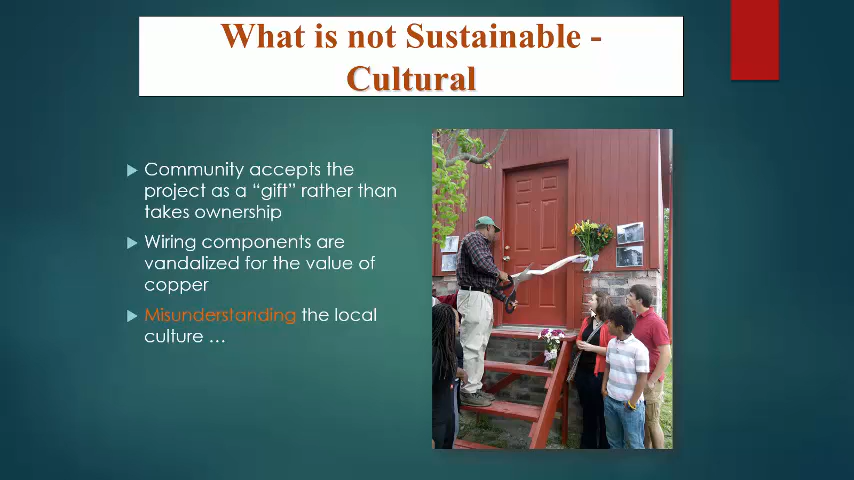 What is not Sustainable -
Cultural
Community accepts the
project as a “gift” rather than
takes ownership
Wiring components are
vandalized for the value of
copper
Misunderstanding the local
culture …